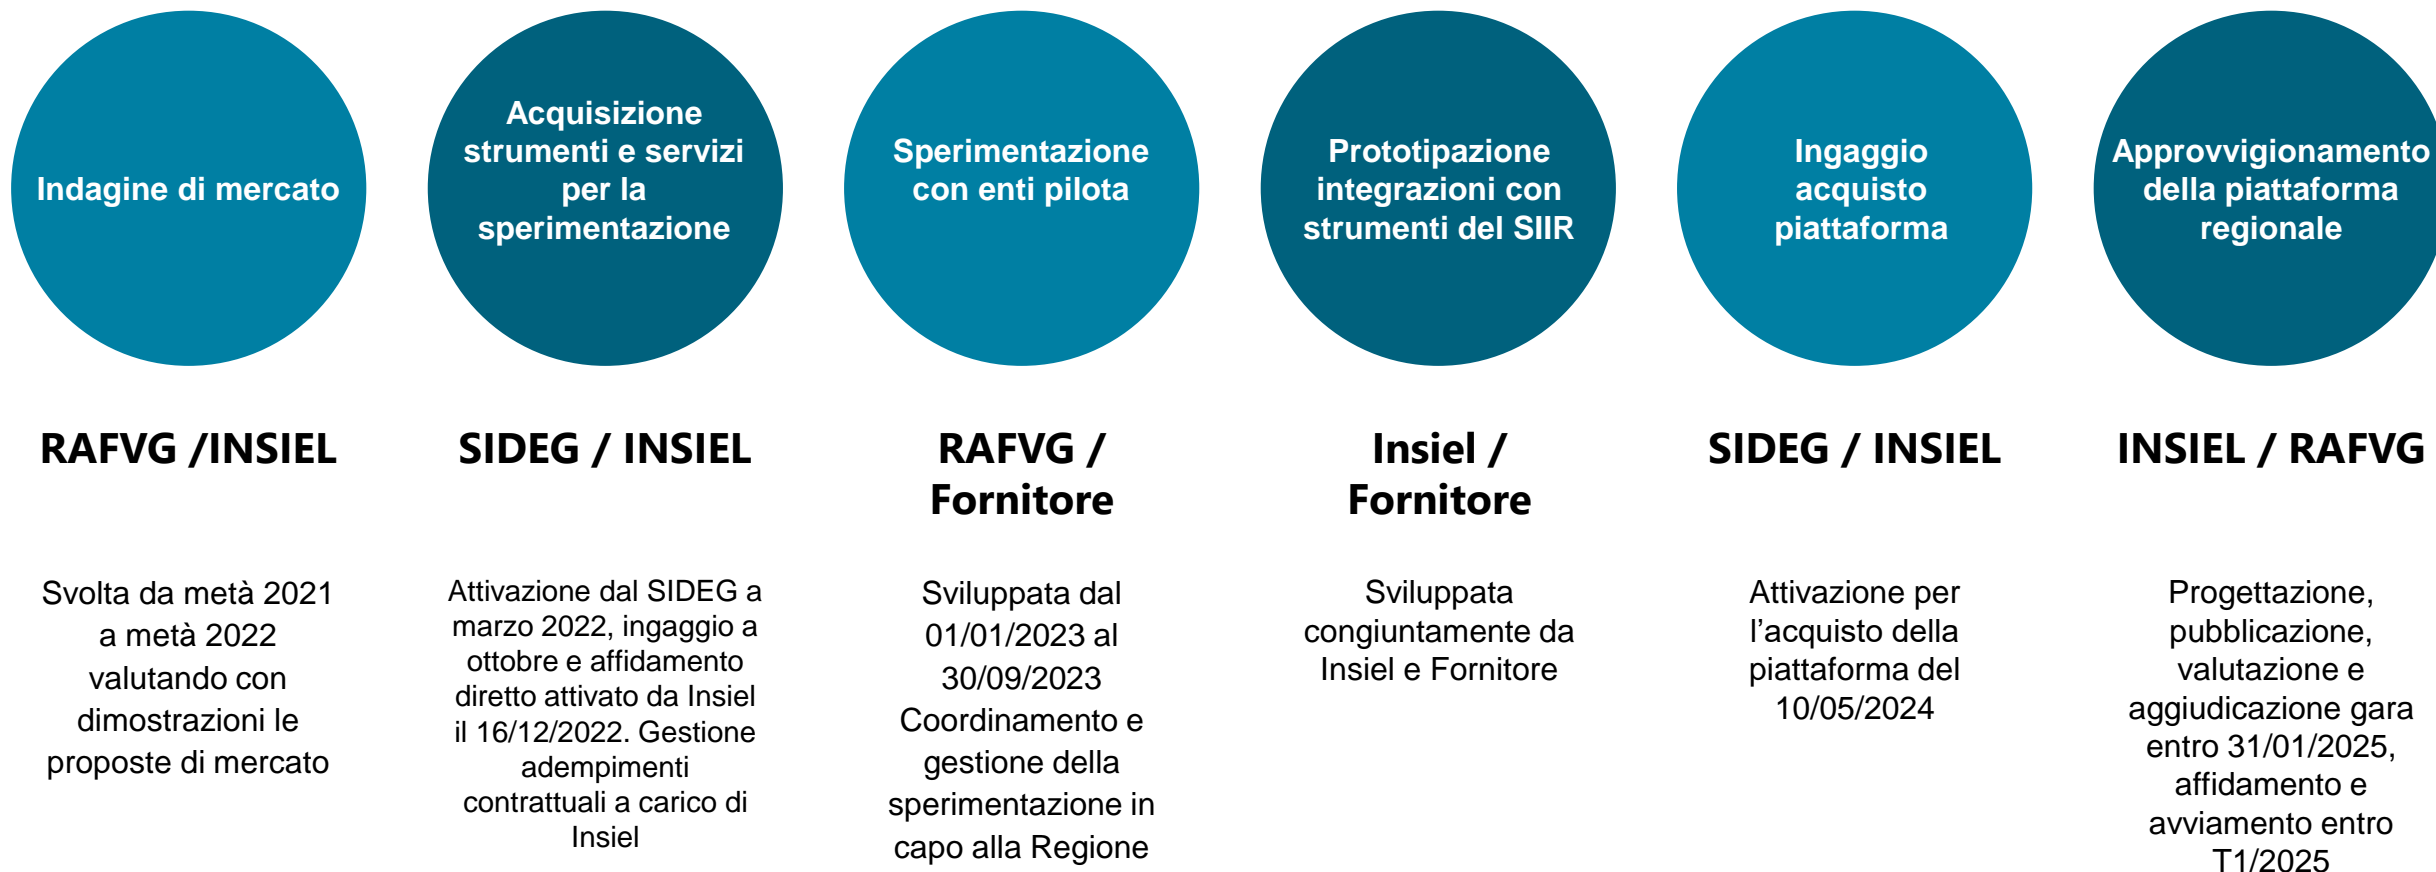 Indagine di mercato
Acquisizione
strumenti e servizi
per la
sperimentazione
Sperimentazione
con enti pilota
Prototipazione
integrazioni con
strumenti del SIIR
Ingaggio
acquisto
piattaforma
Approvvigionamento
della piattaforma
regionale
RAFVG /INSIEL
SIDEG / INSIEL
RAFVG /
Fornitore
Insiel /
Fornitore
SIDEG / INSIEL
INSIEL / RAFVG
Svolta da metà 2021
a metà 2022
valutando con
dimostrazioni le
proposte di mercato
Attivazione dal SIDEG a
marzo 2022, ingaggio a
ottobre e affidamento
diretto attivato da Insiel
il 16/12/2022. Gestione
adempimenti
contrattuali a carico di
Insiel
Sviluppata dal
01/01/2023 al
30/09/2023
Coordinamento e
gestione della
sperimentazione in
capo alla Regione
Sviluppata
congiuntamente da
Insiel e Fornitore
Attivazione per
l’acquisto della
piattaforma del
10/05/2024
Progettazione,
pubblicazione,
valutazione e
aggiudicazione gara
entro 31/01/2025,
affidamento e
avviamento entro
T1/2025